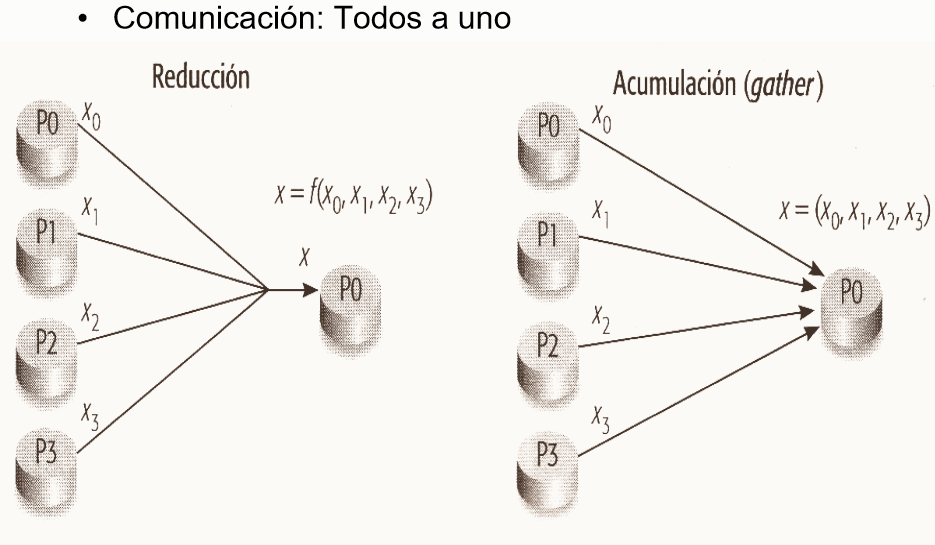 • Comunicación: Todos a uno
Reducción
P0 x₀
x = f(x₀, x₁, x₂, x₃)
P1 x₁
x
P0
P2 x₂
P3 x₃
Acumulación (gather)
P0 x₀
x = (x₀, x₁, x₂, x₃)
P1 x₁
P0
P2 x₂
P3 x₃